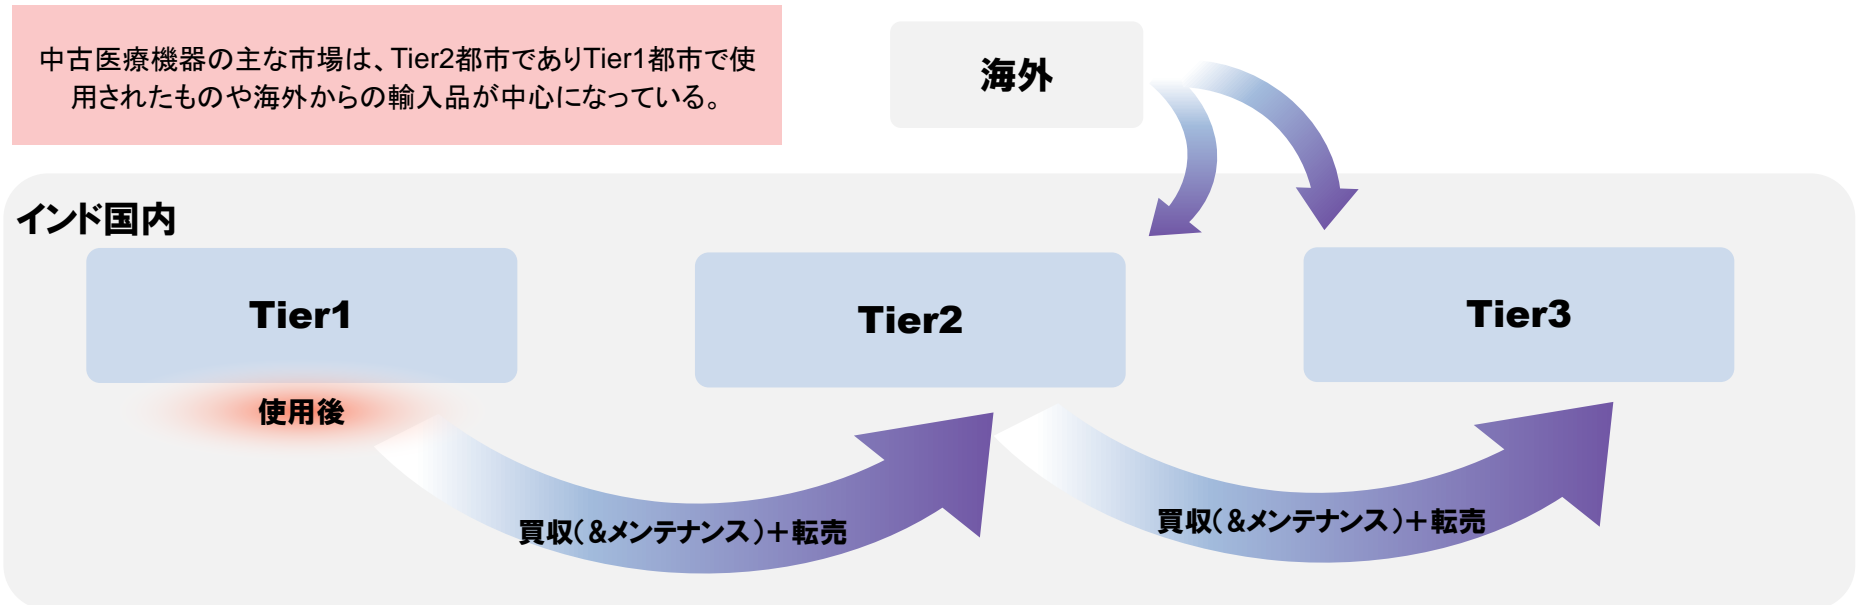 中古医療機器の主な市場は、Tier2都市でありTier1都市で使
用されたものや海外からの輸入品が中心になっている。
海外
インド国内
Tier1
Tier2
Tier3
使用後
買収(&メンテナンス)＋転売
買収(&メンテナンス)＋転売